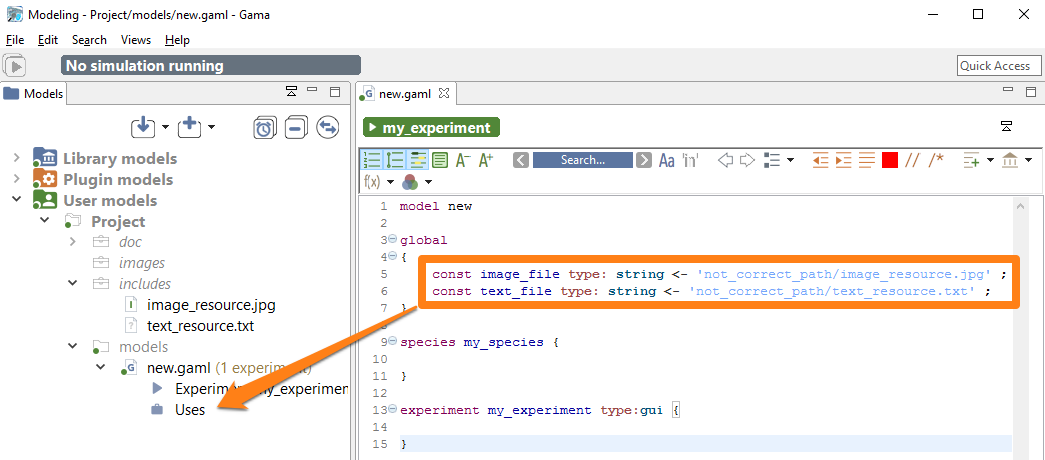 Modeling - Project/models/new.gaml - Gama
File Edit Search Views Help
No simulation running
Quick Access
Models
new.gaml
my_experiment
Library models
Plugin models
User models
Project
doc
images
includes
image_resource.jpg
text_resource.txt
models
new.gaml (1 experiment)
my_experiment
Uses
A- A+ Search... Aa 'in' // /*
f(x)
1 model new
2
3 global
4 {
5 const image_file type: string <- 'not_correct_path/image_resource.jpg' ;
6 const text_file type: string <- 'not_correct_path/text_resource.txt' ;
7 }
8
9 species my_species {
10
11 }
12
13 experiment my_experiment type:gui {
14
15 }